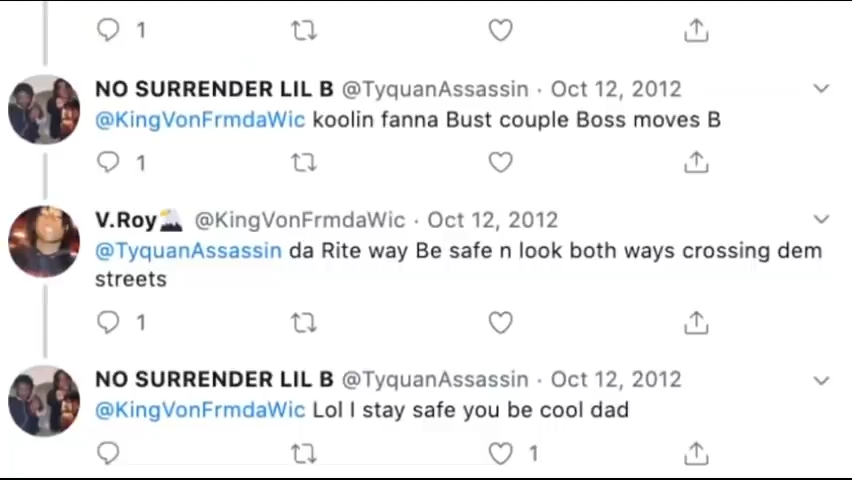 1
NO SURRENDER LIL B @TyquanAssassin · Oct 12, 2012
@KingVonFrmdaWic koolin fanna Bust couple Boss moves B
1
V.Roy @KingVonFrmdaWic · Oct 12, 2012
@TyquanAssassin da Rite way Be safe n look both ways crossing dem
streets
1
NO SURRENDER LIL B @TyquanAssassin · Oct 12, 2012
@KingVonFrmdaWic Lol I stay safe you be cool dad
1